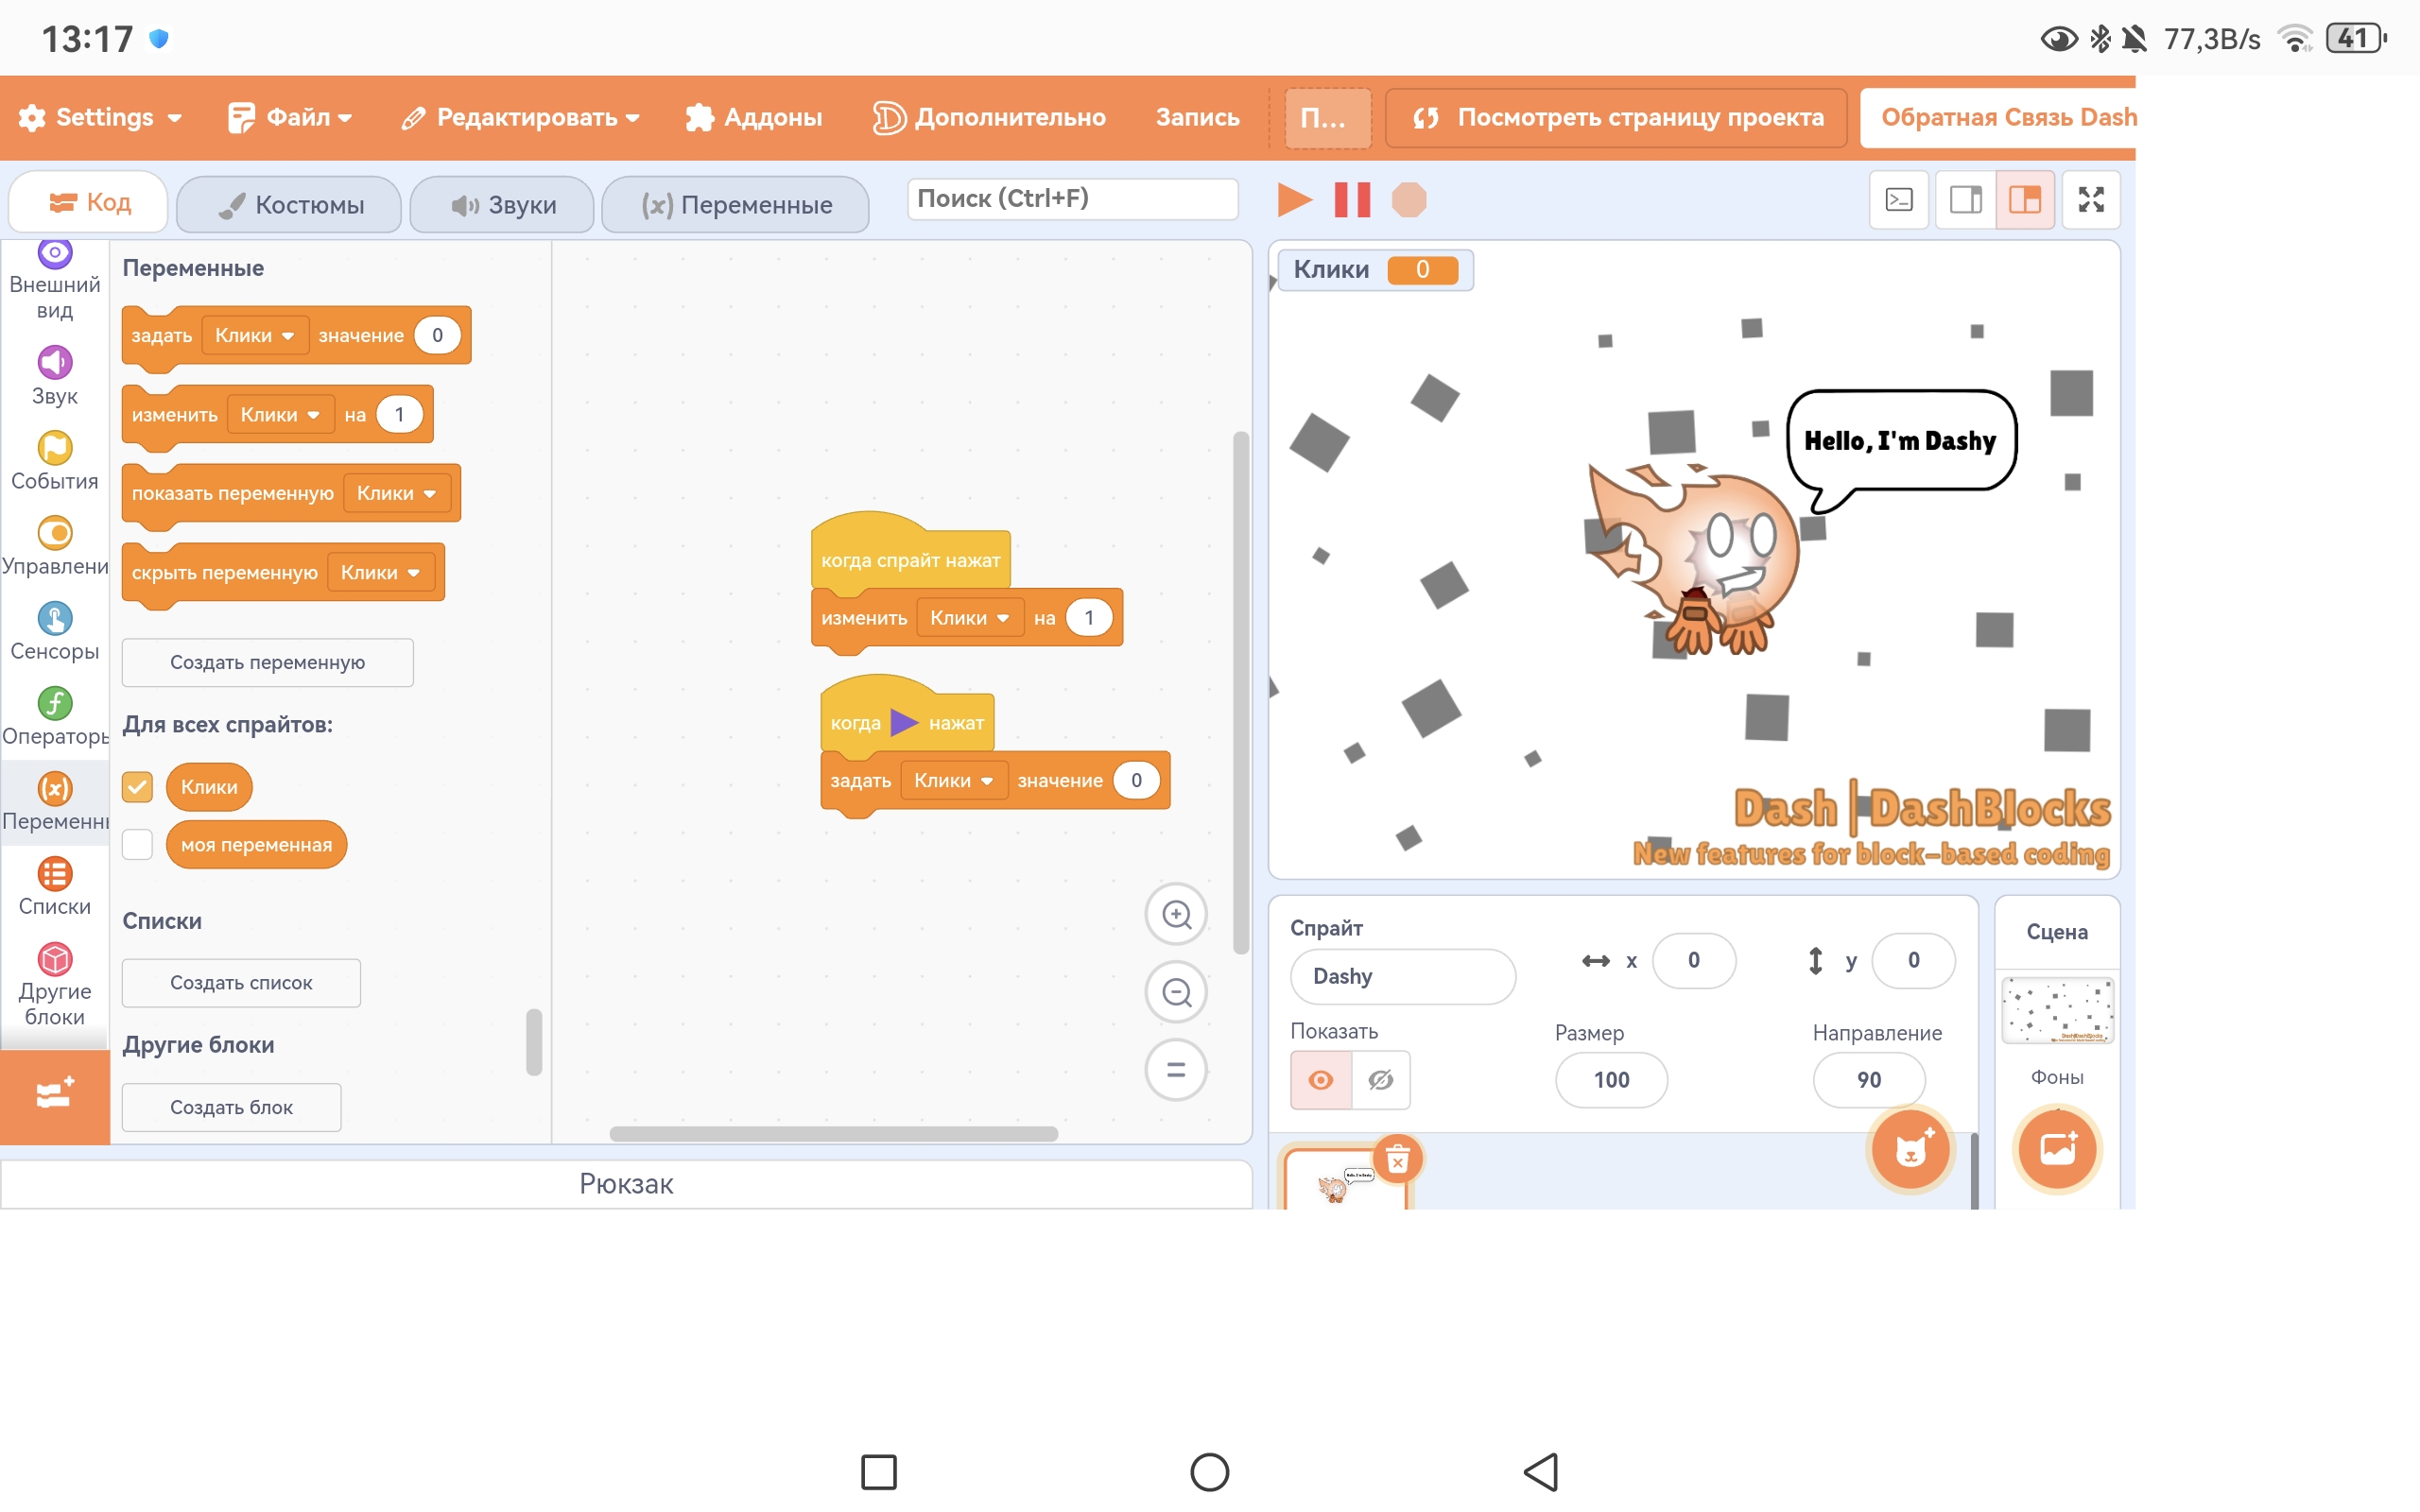 13:17
77,3B/s
41
Settings
Файл
Редактировать
Аддоны
Дополнительно
Запись
П...
Посмотреть страницу проекта
Обратная Связь Dash
Код
Костюмы
Звуки
(x) Переменные
Поиск (Ctrl+F)
Внешний
вид
Звук
События
Управлени
Сенсоры
Оператор
Переменн
Списки
Другие
блоки
Переменные
задать Клики значение 0
изменить Клики на 1
показать переменную Клики
скрыть переменную Клики
Создать переменную
Для всех спрайтов:
Клики
моя переменная
Списки
Создать список
Другие блоки
Создать блок
когда спрайт нажат
изменить Клики на 1
когда нажат
задать Клики значение 0
Рюкзак
Клики 0
Hello, I'm Dashy
Dash | DashBlocks
New features for block-based coding
Спрайт
Dashy
x 0
y 0
Показать
Размер
100
Направление
90
Сцена
Фоны